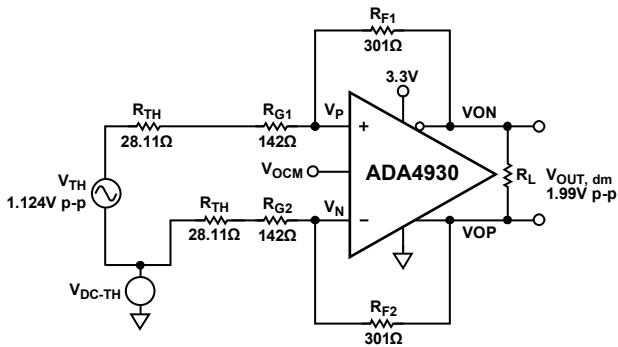 RF1
301Ω
3.3V
RTH
28.11Ω
RG1
142Ω
VP
+
VON
VTH
1.124V p-p
VOCM
ADA4930
RL
VOUT, dm
1.99V p-p
RTH
28.11Ω
RG2
142Ω
VN
–
VOP
VDC-TH
RF2
301Ω